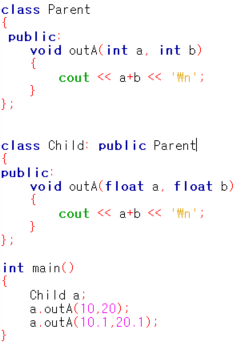 class Parent
{
 public:
    void outA(int a, int b)
    {
        cout << a+b << '₩n';
    }
};

class Child: public Parent
{
public:
    void outA(float a, float b)
    {
        cout << a+b << '₩n';
    }
};

int main()
{
    Child a;
    a.outA(10,20);
    a.outA(10.1,20.1);
}